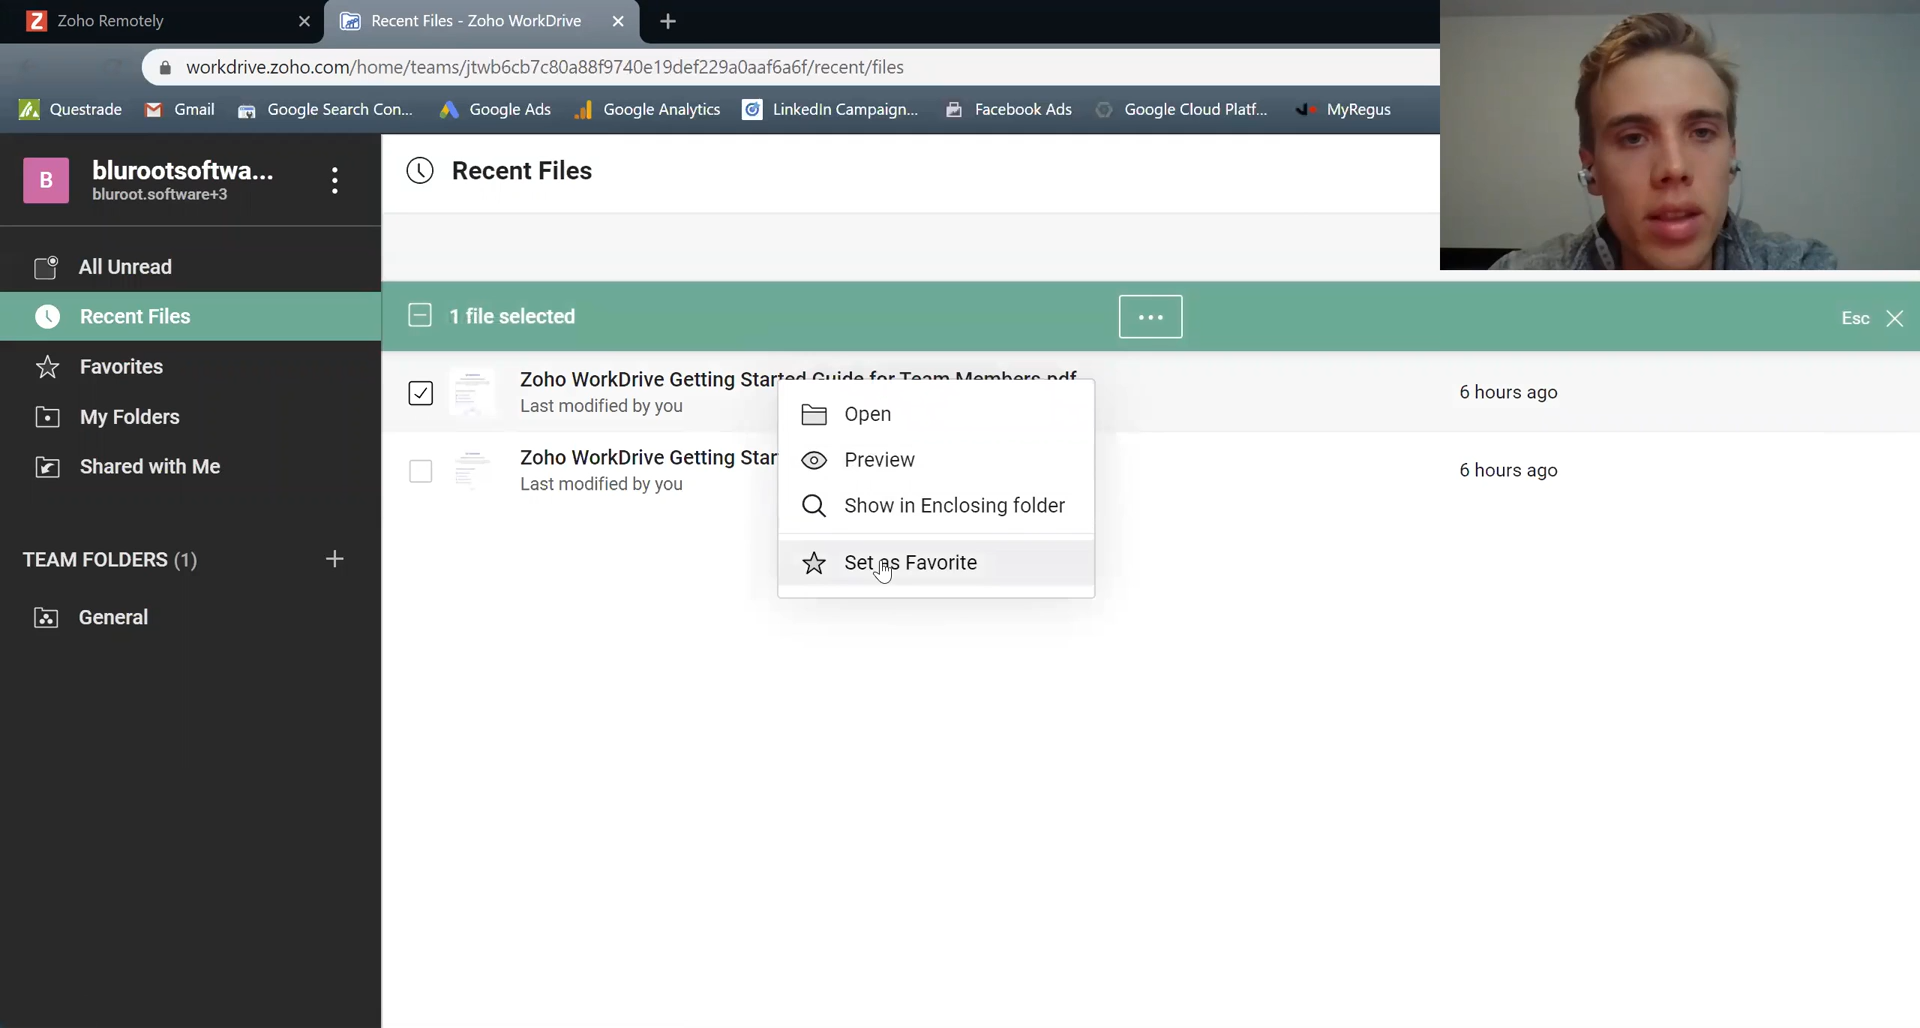 Zoho Remotely
Recent Files - Zoho WorkDrive
workdrive.zoho.com/home/teams/jtwb6cb7c80a88f9740e19def229a0aaf6a6f/recent/files
Questrade
Gmail
Google Search Con...
Google Ads
Google Analytics
LinkedIn Campaign...
Facebook Ads
Google Cloud Platf...
MyRegus
B
blurootsoftwa...
bluroot.software+3
All Unread
Recent Files
Favorites
My Folders
Shared with Me
TEAM FOLDERS (1)
General
Recent Files
1 file selected
Esc
Zoho WorkDrive Getting Started Guide for Team Members.pdf
Last modified by you
6 hours ago
Zoho WorkDrive Getting Star
Last modified by you
6 hours ago
Open
Preview
Show in Enclosing folder
Set as Favorite